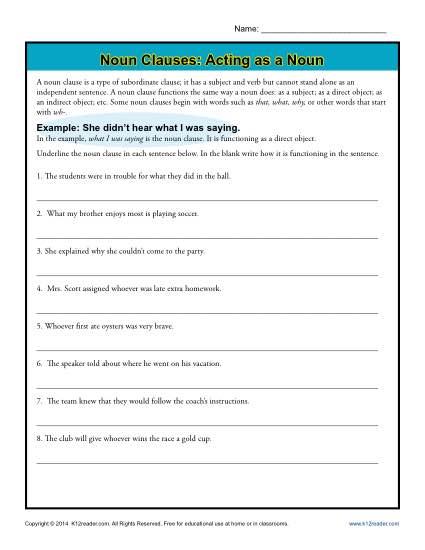 Name: ______________________________
Noun Clauses: Acting as a Noun
A noun clause is a type of subordinate clause; it has a subject and verb but cannot stand alone as an
independent sentence. A noun clause functions the same way a noun does: as a subject; as a direct object; as
an indirect object; etc. Some noun clauses begin with words such as that, what, why, or other words that start
with wh-.
Example: She didn't hear what I was saying.
In the example, what I was saying is the noun clause. It is functioning as a direct object.
Underline the noun clause in each sentence below. In the blank write how it is functioning in the sentence.
1. The students were in trouble for what they did in the hall.
2. What my brother enjoys most is playing soccer.
3. She explained why she couldn't come to the party.
4. Mrs. Scott assigned whoever was late extra homework.
5. Whoever first ate oysters was very brave.
6. The speaker told about where he went on his vacation.
7. The team knew that they would follow the coach's instructions.
8. The club will give whoever wins the race a gold cup.
Copyright © 2014 K12reader.com. All Rights Reserved. Free for educational use at home or in classrooms. www.k12reader.com